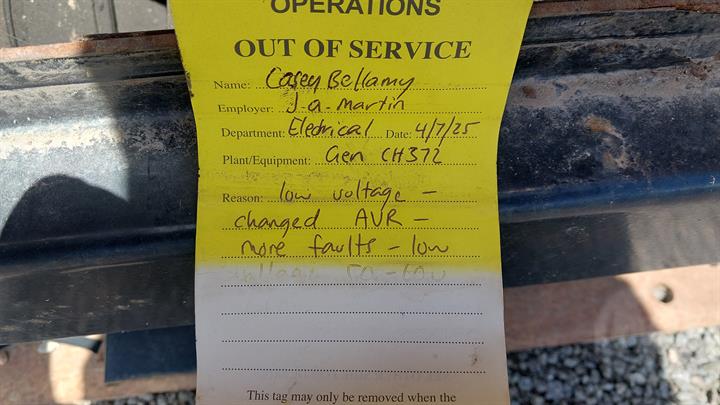 OPERATIONS
OUT OF SERVICE
Name: Casey Bellamy
Employer: J.a. martin
Department: Eledrical Date: 4/7/25
Plant/Equipment: Gen CH372
Reason: low voltage -
changed AVR -
more faults - low
This tag may only be removed when the